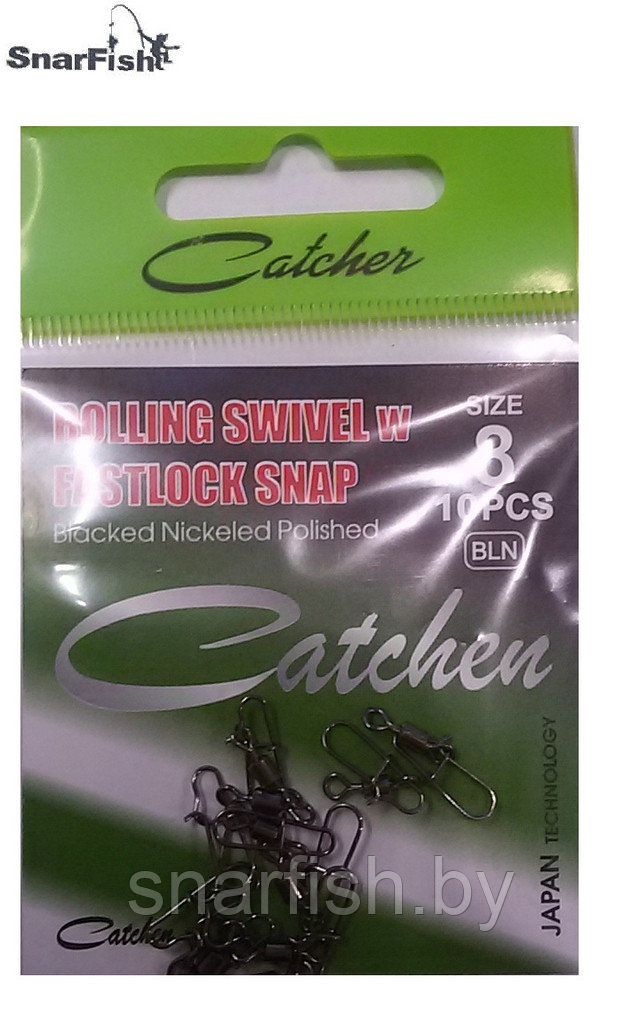 SnarFish
Catcher
ROLLING SWIVEL w
FASTLOCK SNAP
Blacked Nickeled Polished
SIZE
8
10PCS
BLN
Catchen
JAPAN TECHNOLOGY
snarfish.by
Catchen